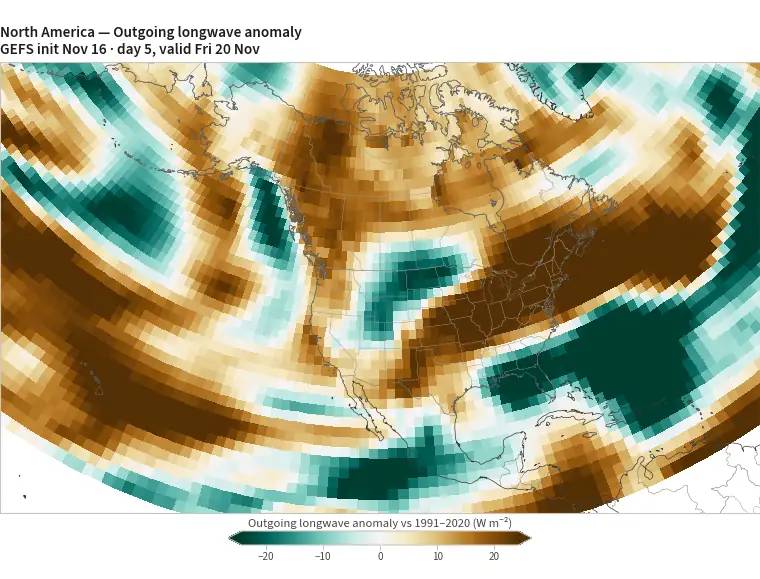 North America — Outgoing longwave anomaly
GEFS init Nov 16 · day 5, valid Fri 20 Nov
Outgoing longwave anomaly vs 1991–2020 (W m⁻²)
−20 −10 0 10 20